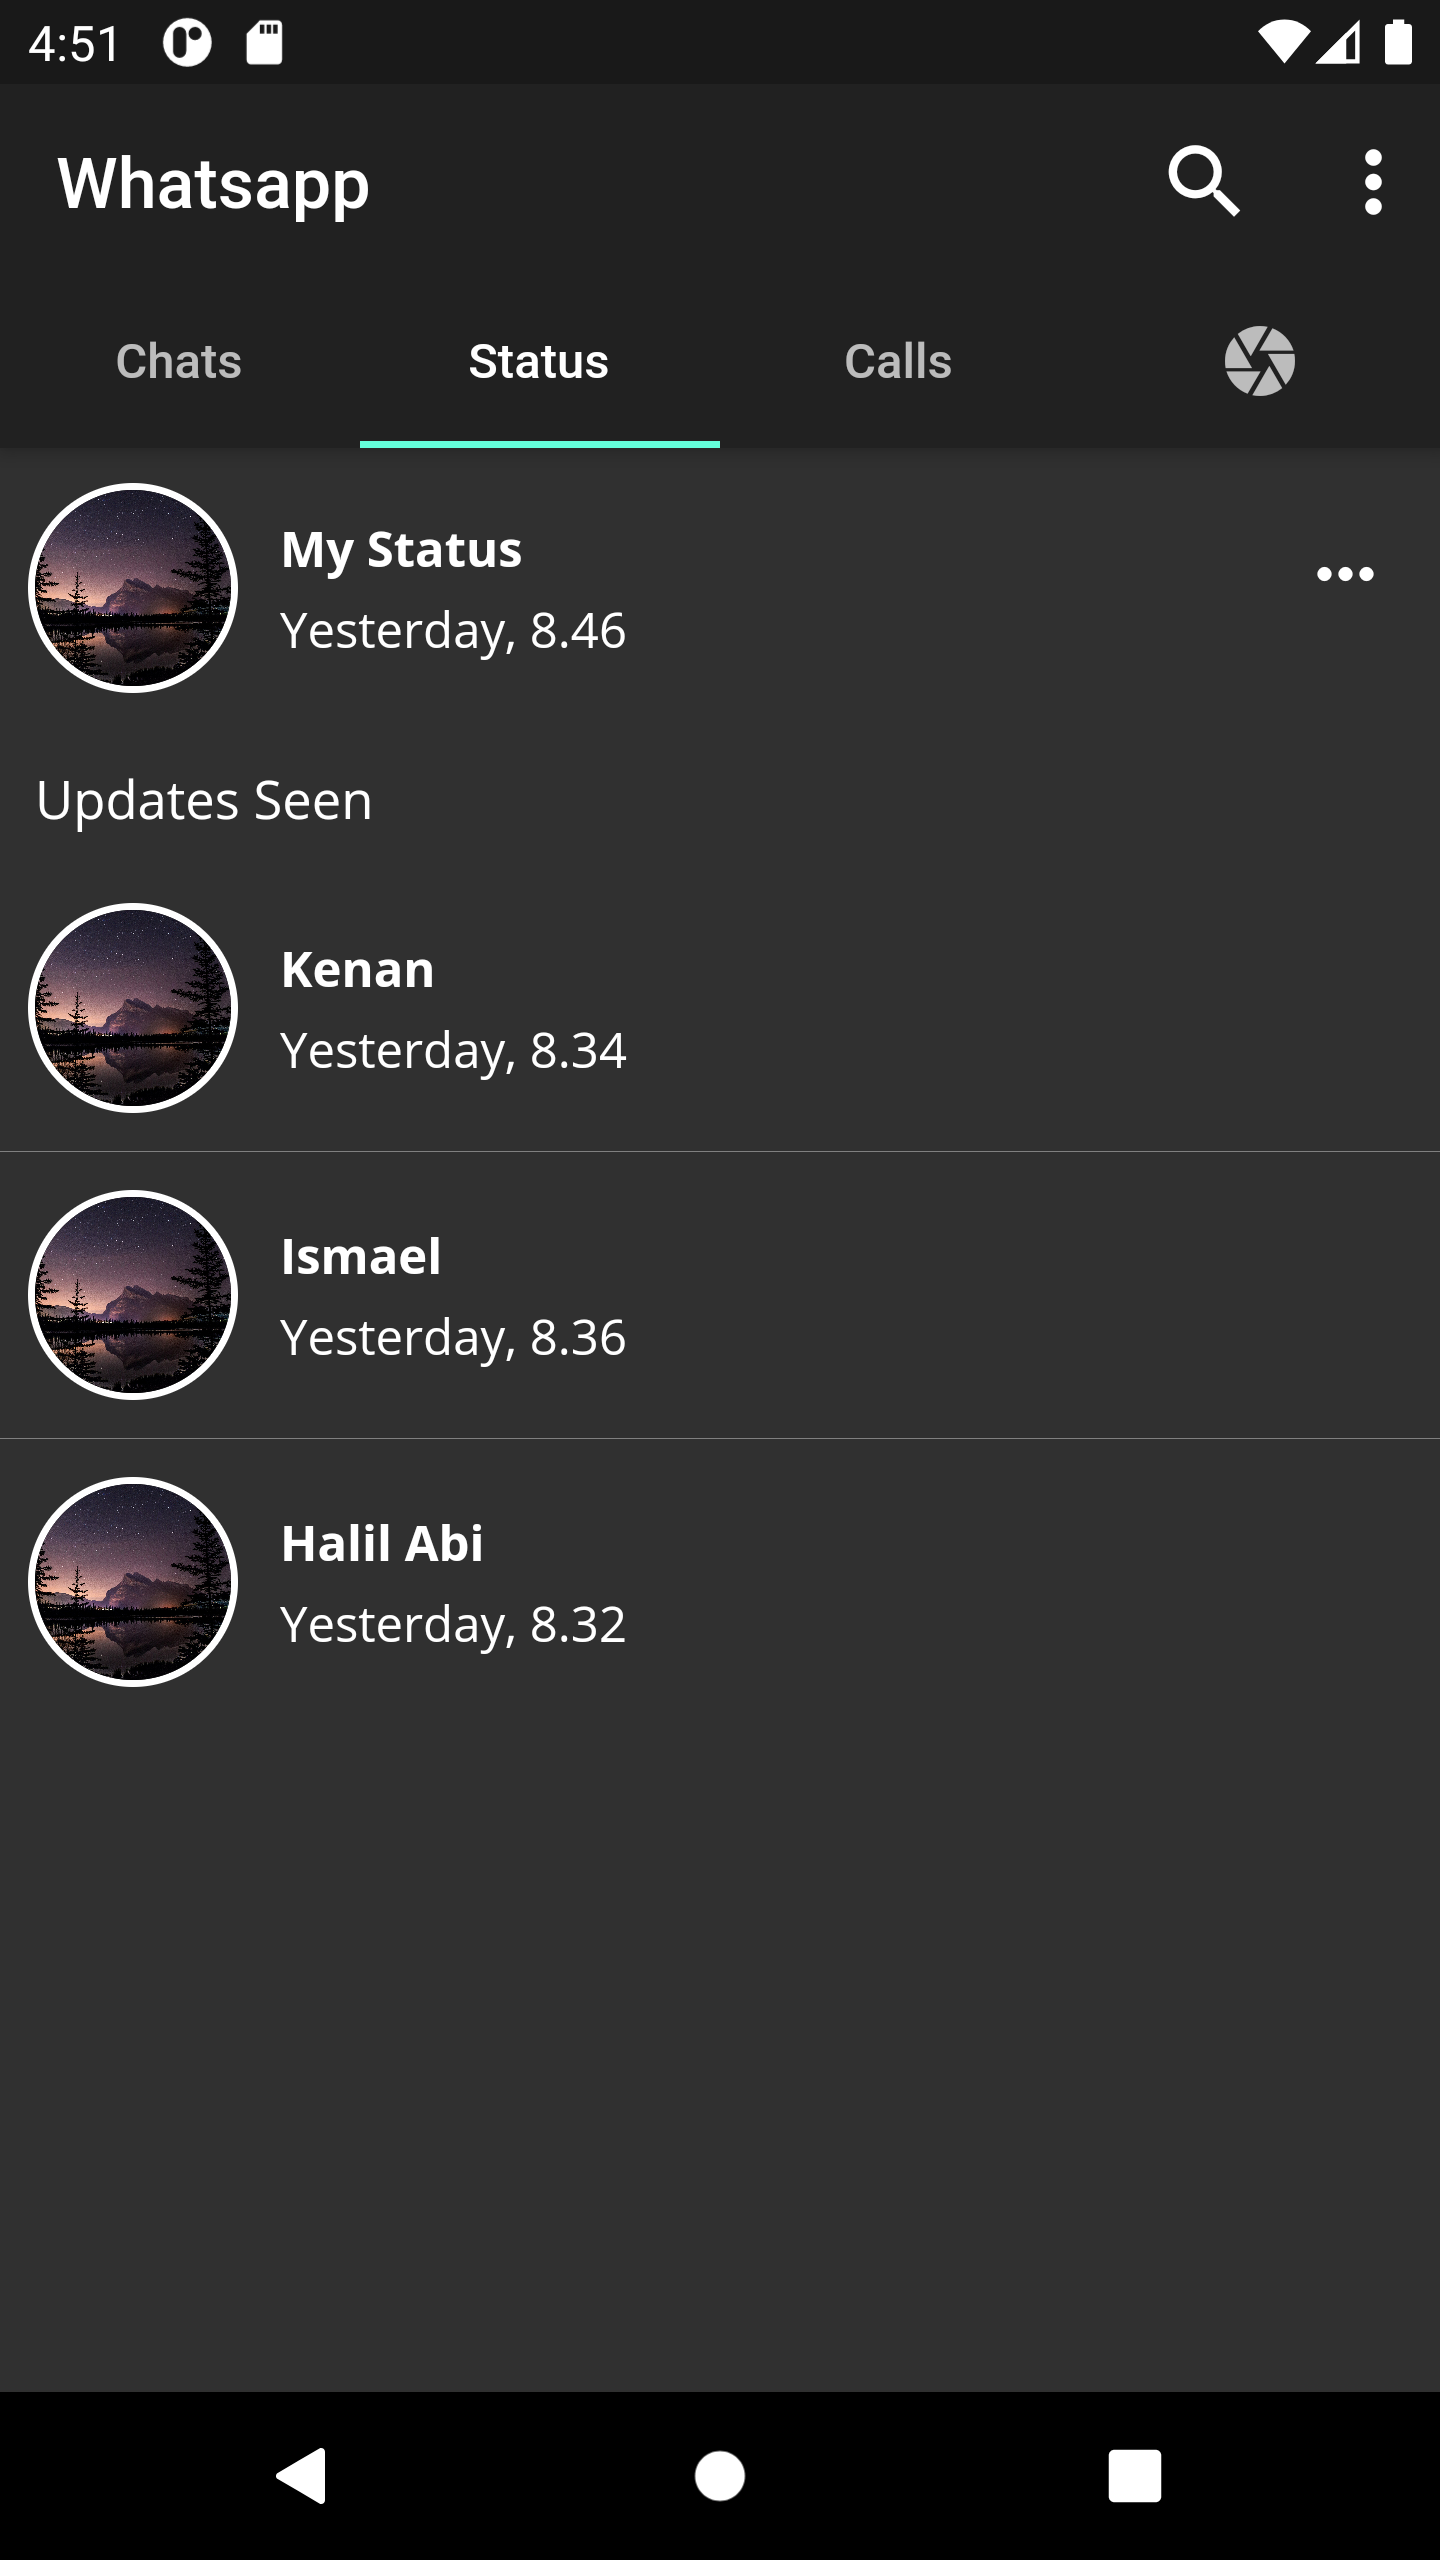 4:51
Whatsapp
Chats
Status
Calls
My Status
Yesterday, 8.46
Updates Seen
Kenan
Yesterday, 8.34
Ismael
Yesterday, 8.36
Halil Abi
Yesterday, 8.32